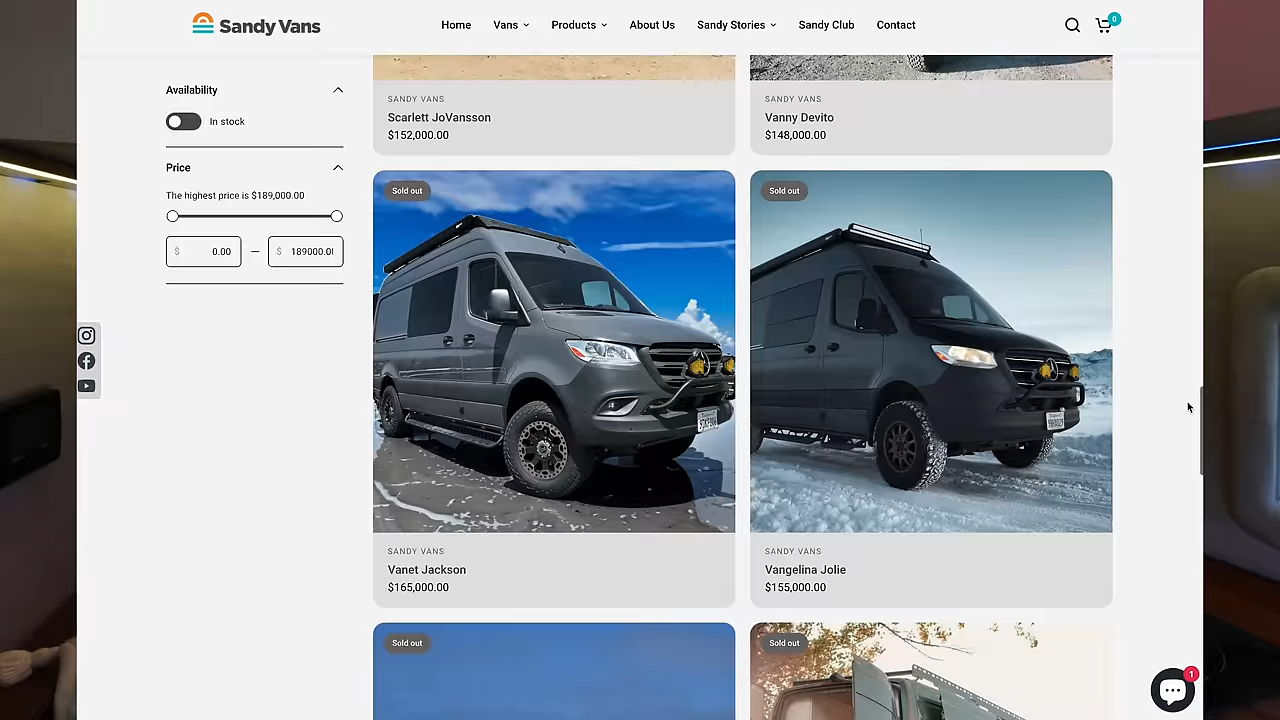 Sandy Vans
Home
Vans
Products
About Us
Sandy Stories
Sandy Club
Contact
0
Availability
In stock
Price
The highest price is $189,000.00
$ 0.00
—
$ 189000.0
SANDY VANS
Scarlett JoVansson
$152,000.00
SANDY VANS
Vanny Devito
$148,000.00
Sold out
SANDY VANS
Vanet Jackson
$165,000.00
Sold out
SANDY VANS
Vangelina Jolie
$155,000.00
Sold out
Sold out
1